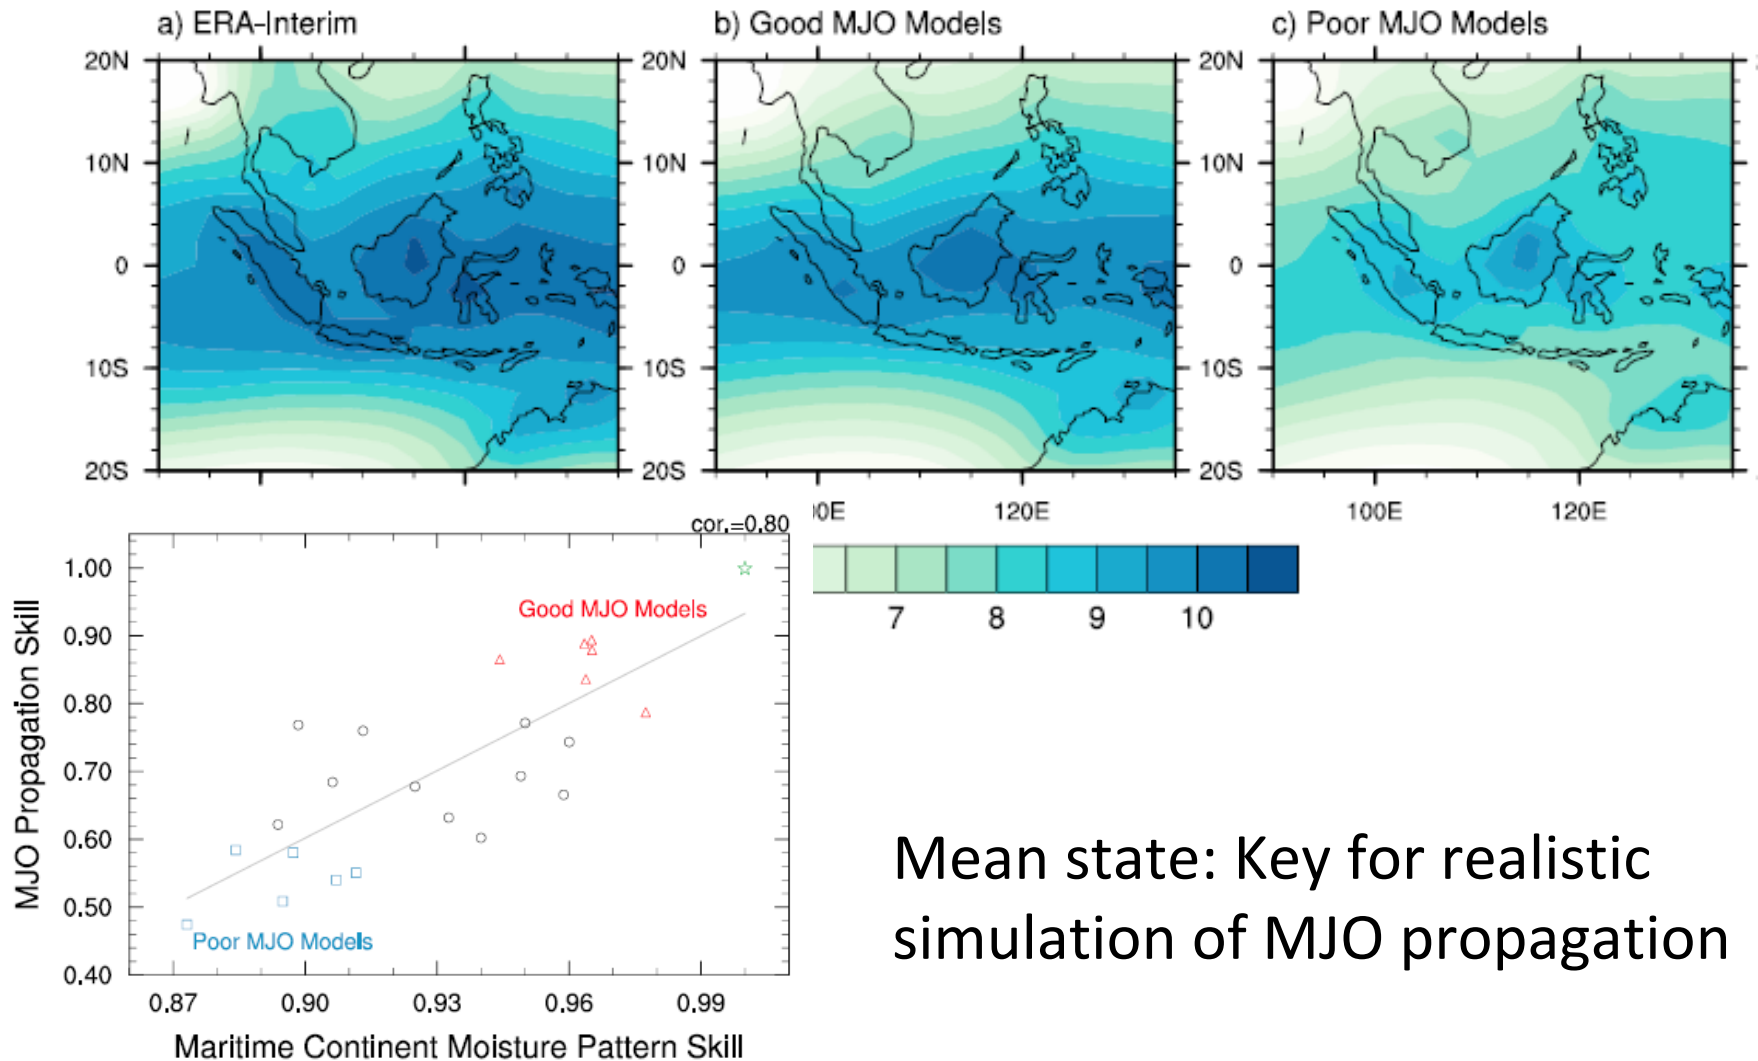 a) ERA-Interim
b) Good MJO Models
c) Poor MJO Models
20N 20N 20N
10N 10N 10N
0 0 0
10S 10S 10S
20S 20S 20S
0E 120E 100E 120E
7 8 9 10
cor.=0.80
1.00
0.90
0.80
0.70
0.60
0.50
0.40
MJO Propagation Skill
Good MJO Models
Poor MJO Models
0.87 0.90 0.93 0.96 0.99
Maritime Continent Moisture Pattern Skill
Mean state: Key for realistic
simulation of MJO propagation